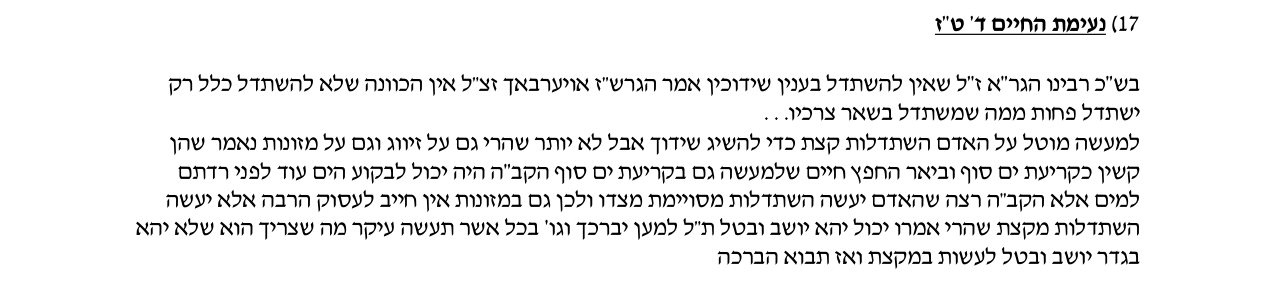 17) נעימת החיים ד' ט"ז
בש"כ רבינו הגר"א ז"ל שאין להשתדל בענין שידוכין אמר הגרש"ז אויערבאך זצ"ל אין הכוונה שלא להשתדל כלל רק
ישתדל פחות ממה שמשתדל בשאר צרכיו. . .
למעשה מוטל על האדם השתדלות קצת כדי להשיג שידוך אבל לא יותר שהרי גם על זיווג וגם על מזונות נאמר שהן
קשין כקריעת ים סוף וביאר החפץ חיים שלמעשה גם בקריעת ים סוף הקב"ה היה יכול לבקוע הים עוד לפני רדתם
למים אלא הקב"ה רצה שהאדם יעשה השתדלות מסויימת מצדו ולכן גם במזונות אין חייב לעסוק הרבה אלא יעשה
השתדלות מקצת שהרי אמרו יכול יהא יושב ובטל ת"ל למען יברכך וגו' בכל אשר תעשה עיקר מה שצריך הוא שלא יהא
בגדר יושב ובטל לעשות במקצת ואז תבוא הברכה